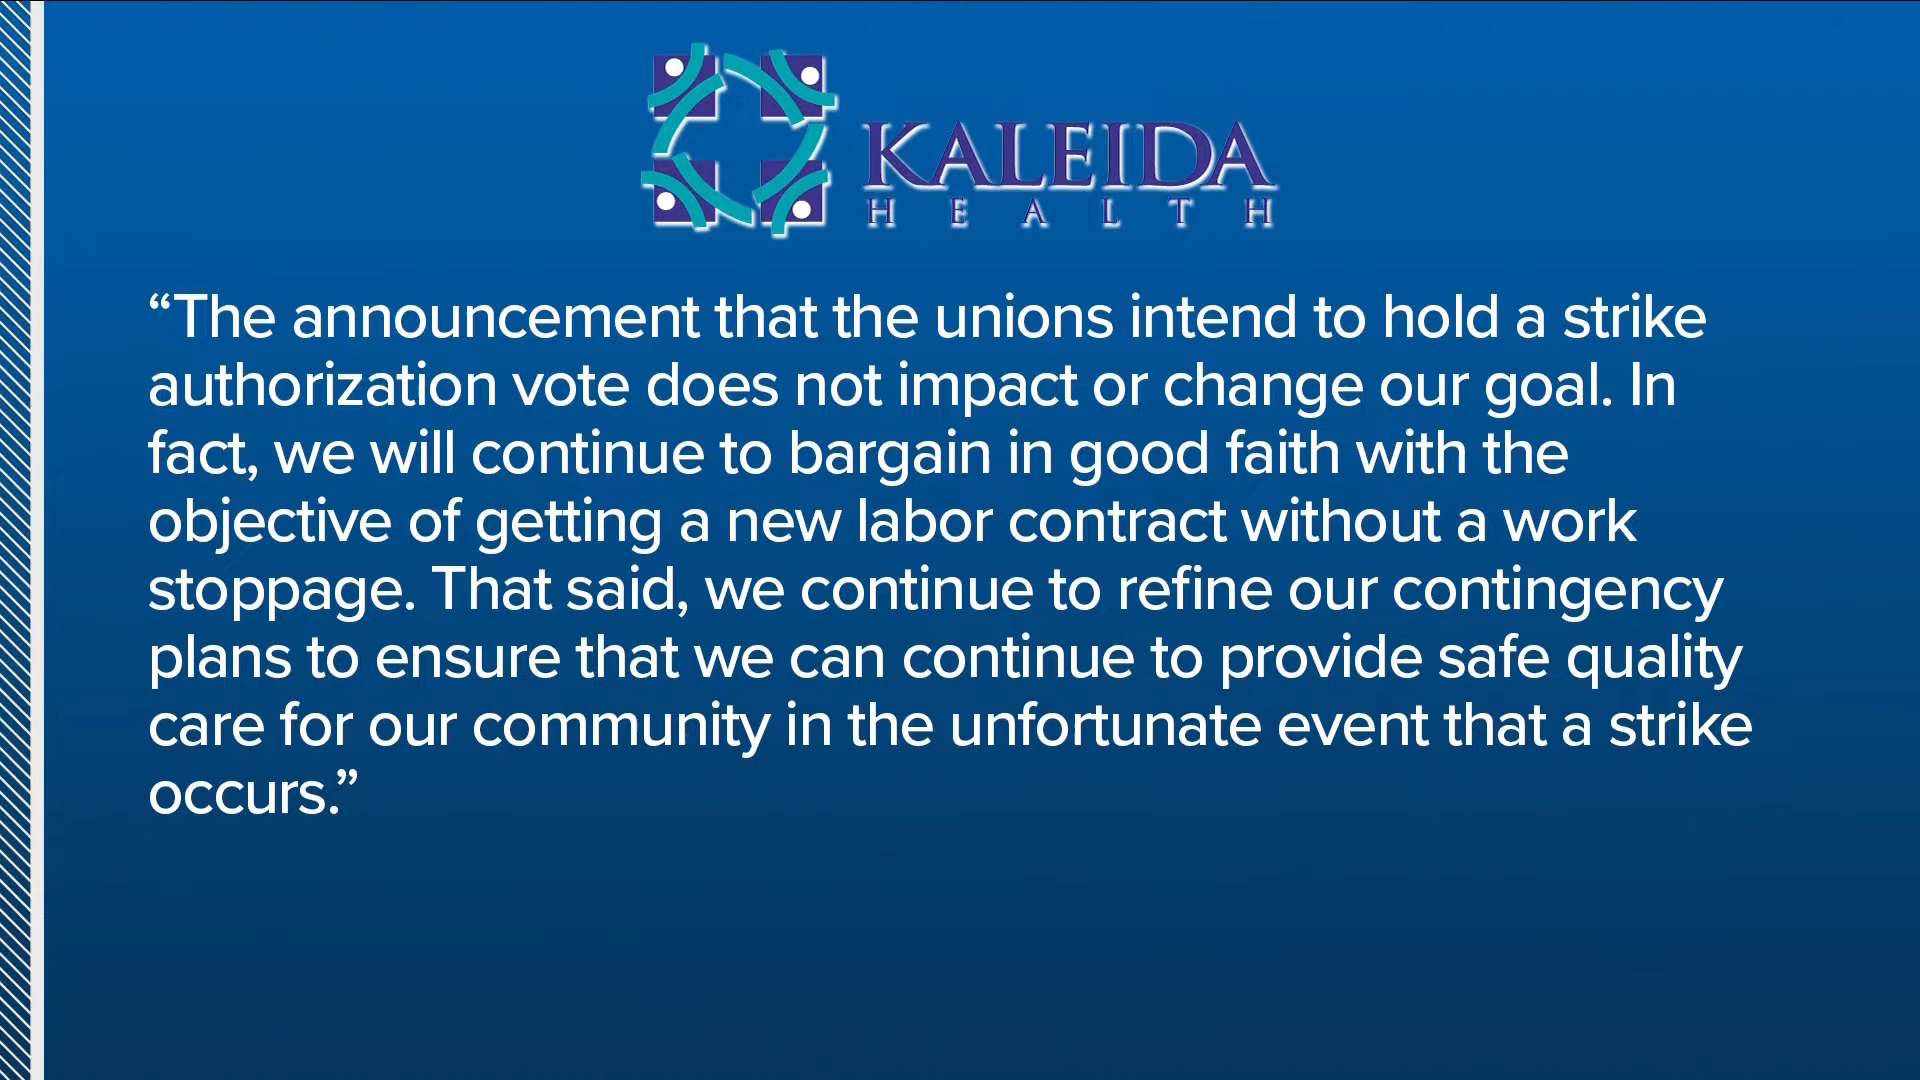 KALEIDA
HEALTH
“The announcement that the unions intend to hold a strike
authorization vote does not impact or change our goal. In
fact, we will continue to bargain in good faith with the
objective of getting a new labor contract without a work
stoppage. That said, we continue to refine our contingency
plans to ensure that we can continue to provide safe quality
care for our community in the unfortunate event that a strike
occurs.”